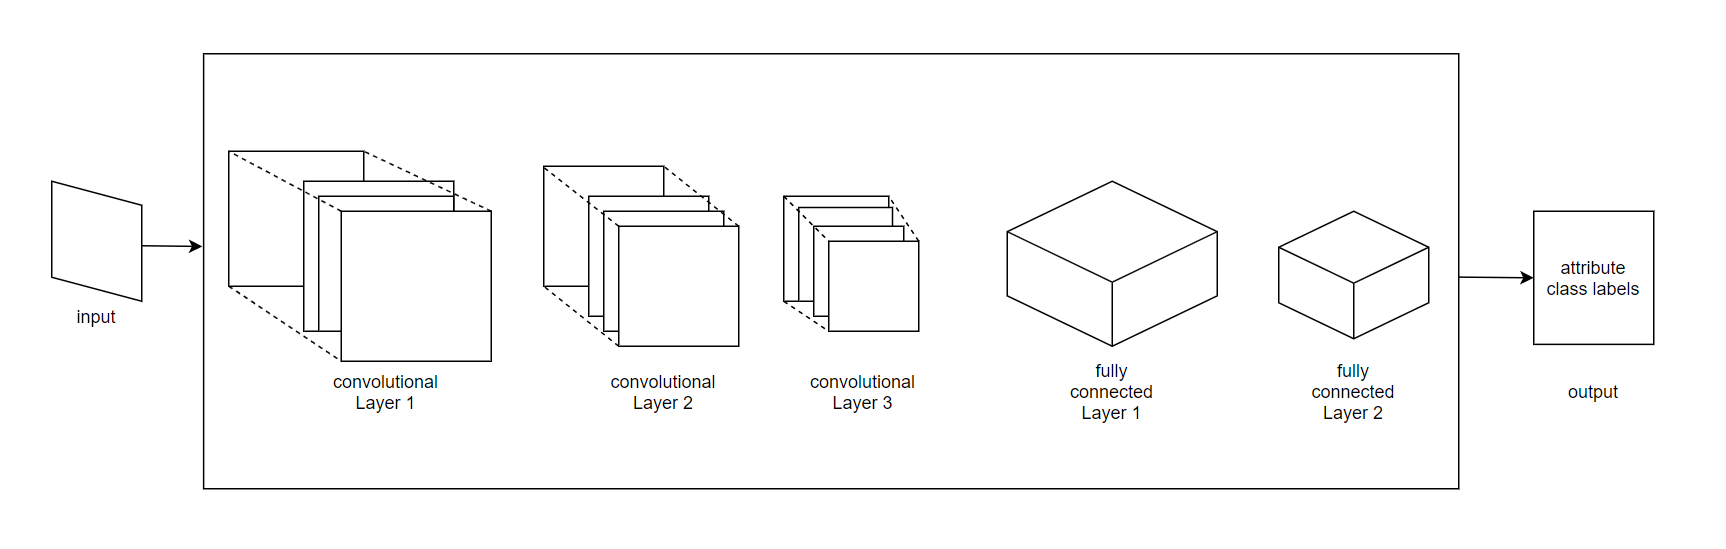 input
convolutional
Layer 1
convolutional
Layer 2
convolutional
Layer 3
fully
connected
Layer 1
fully
connected
Layer 2
attribute
class labels
output